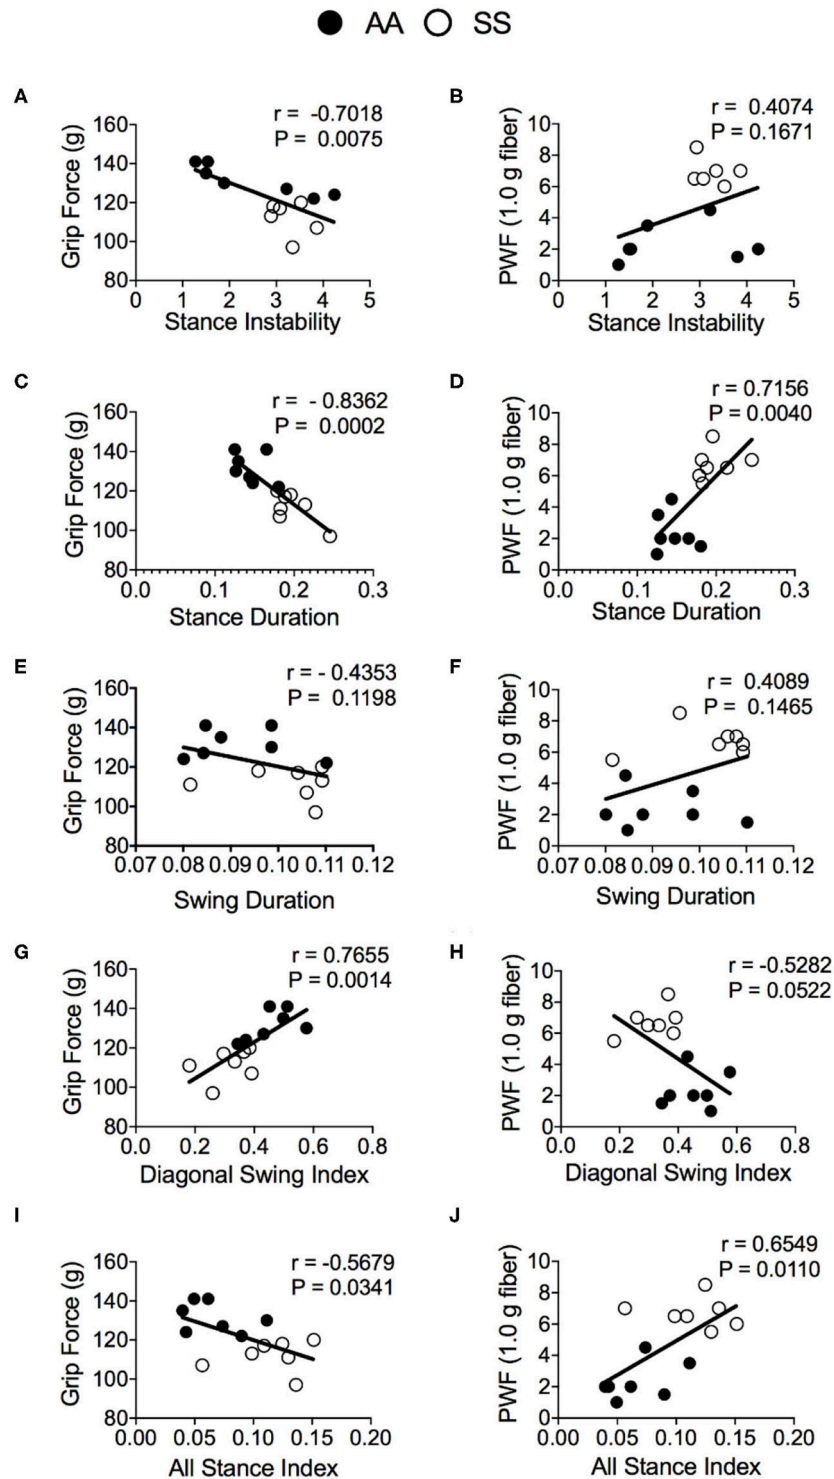 AA SS
A
r = -0.7018
P = 0.0075
Grip Force (g)
160
140
120
100
80
0 1 2 3 4 5
Stance Instability
B
r = 0.4074
P = 0.1671
PWF (1.0 g fiber)
10
8
6
4
2
0
0 1 2 3 4 5
Stance Instability
C
r = - 0.8362
P = 0.0002
Grip Force (g)
160
140
120
100
80
0.0 0.1 0.2 0.3
Stance Duration
D
r = 0.7156
P = 0.0040
PWF (1.0 g fiber)
10
8
6
4
2
0
0.0 0.1 0.2 0.3
Stance Duration
E
r = - 0.4353
P = 0.1198
Grip Force (g)
160
140
120
100
80
0.07 0.08 0.09 0.10 0.11 0.12
Swing Duration
F
r = 0.4089
P = 0.1465
PWF (1.0 g fiber)
10
8
6
4
2
0
0.07 0.08 0.09 0.10 0.11 0.12
Swing Duration
G
r = 0.7655
P = 0.0014
Grip Force (g)
160
140
120
100
80
0.0 0.2 0.4 0.6 0.8
Diagonal Swing Index
H
r = -0.5282
P = 0.0522
PWF (1.0 g fiber)
10
8
6
4
2
0
0.0 0.2 0.4 0.6 0.8
Diagonal Swing Index
I
r = -0.5679
P = 0.0341
Grip Force (g)
160
140
120
100
80
0.00 0.05 0.10 0.15 0.20
All Stance Index
J
r = 0.6549
P = 0.0110
PWF (1.0 g fiber)
10
8
6
4
2
0
0.00 0.05 0.10 0.15 0.20
All Stance Index